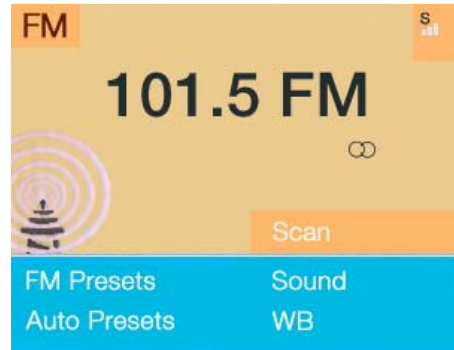 FM
S
101.5 FM
Scan
FM Presets Sound
Auto Presets WB